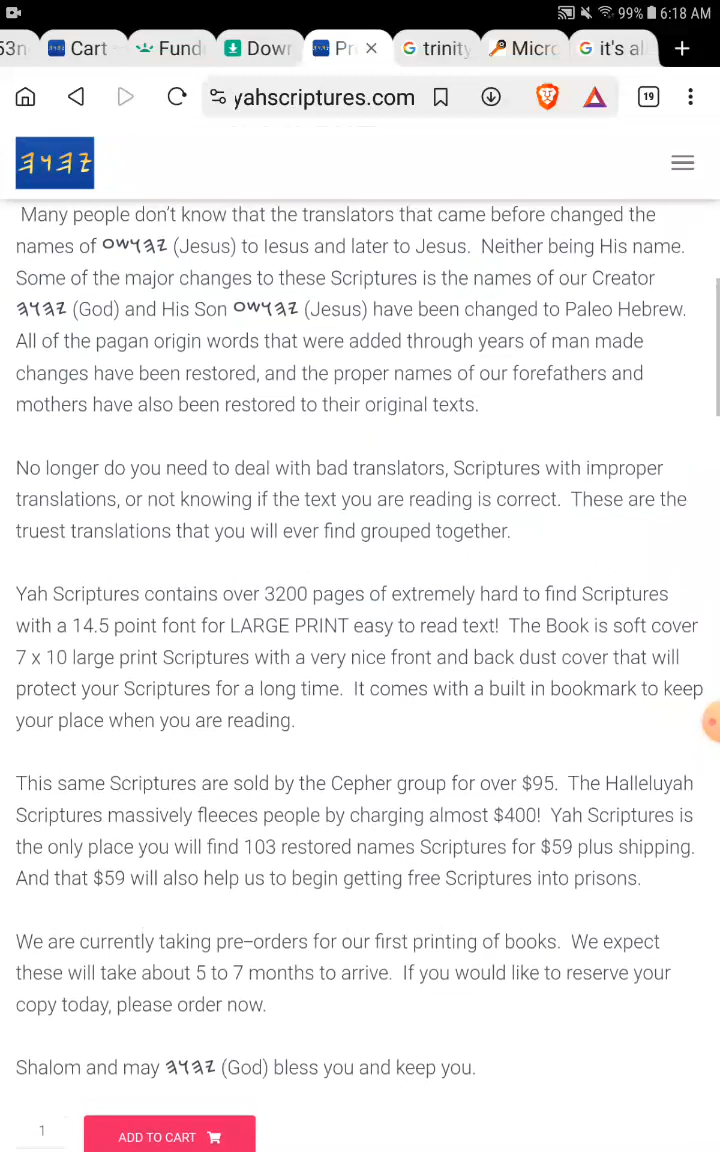 99% 6:18 AM
53n Cart Fund Dow Pr trinity Micro it's al
yahscriptures.com 19
𐤉𐤄𐤅𐤄
Many people don't know that the translators that came before changed the
names of 𐤉𐤄𐤅𐤔𐤏 (Jesus) to Iesus and later to Jesus. Neither being His name.
Some of the major changes to these Scriptures is the names of our Creator
𐤉𐤄𐤅𐤄 (God) and His Son 𐤉𐤄𐤅𐤔𐤏 (Jesus) have been changed to Paleo Hebrew.
All of the pagan origin words that were added through years of man made
changes have been restored, and the proper names of our forefathers and
mothers have also been restored to their original texts.
No longer do you need to deal with bad translators, Scriptures with improper
translations, or not knowing if the text you are reading is correct. These are the
truest translations that you will ever find grouped together.
Yah Scriptures contains over 3200 pages of extremely hard to find Scriptures
with a 14.5 point font for LARGE PRINT easy to read text! The Book is soft cover
7 x 10 large print Scriptures with a very nice front and back dust cover that will
protect your Scriptures for a long time. It comes with a built in bookmark to keep
your place when you are reading.
This same Scriptures are sold by the Cepher group for over $95. The Halleluyah
Scriptures massively fleeces people by charging almost $400! Yah Scriptures is
the only place you will find 103 restored names Scriptures for $59 plus shipping.
And that $59 will also help us to begin getting free Scriptures into prisons.
We are currently taking pre-orders for our first printing of books. We expect
these will take about 5 to 7 months to arrive. If you would like to reserve your
copy today, please order now.
Shalom and may 𐤉𐤄𐤅𐤄 (God) bless you and keep you.
1 ADD TO CART